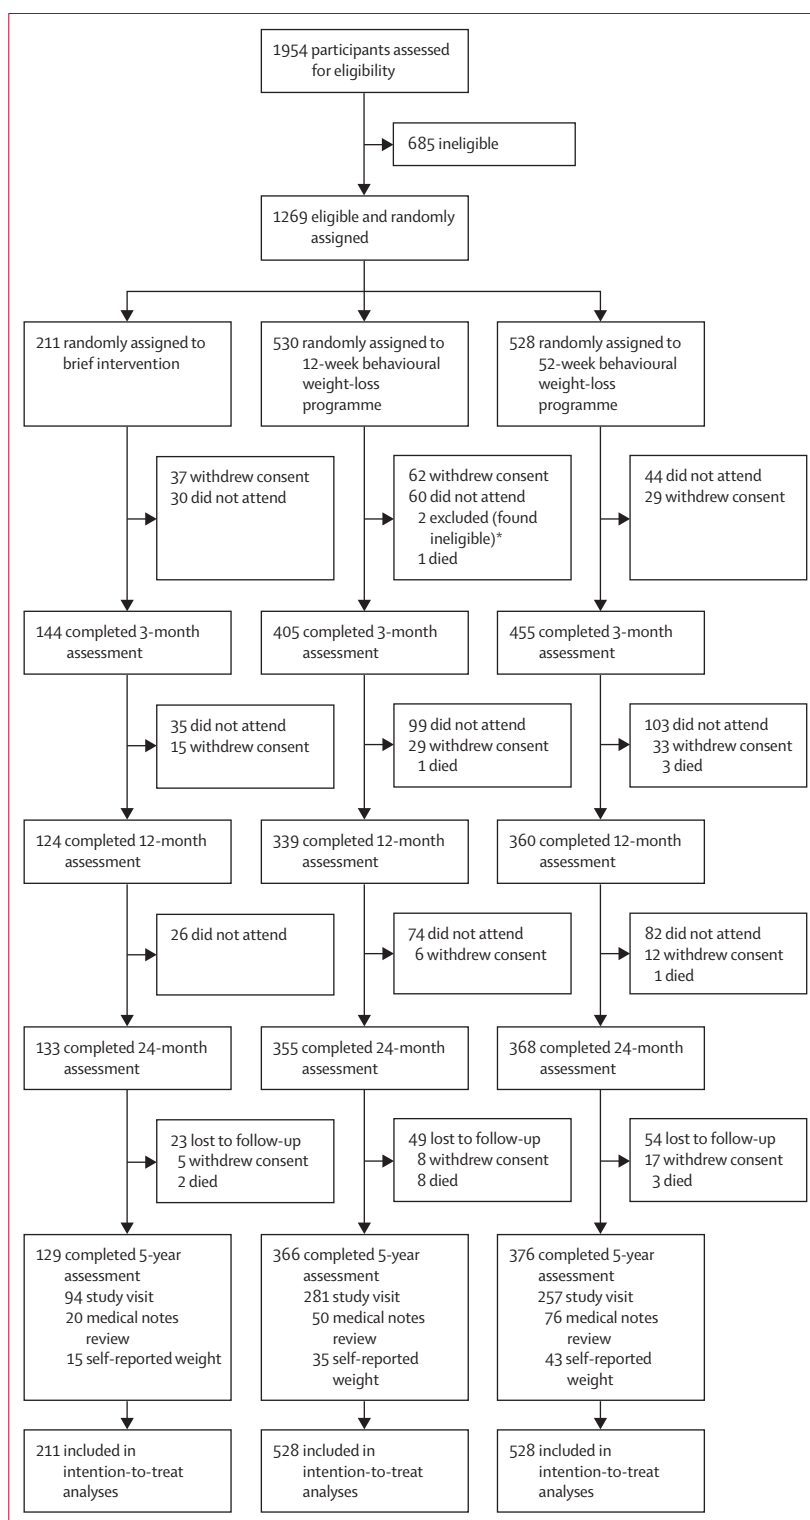 1954 participants assessed
for eligibility
685 ineligible
1269 eligible and randomly
assigned
211 randomly assigned to
brief intervention
530 randomly assigned to
12-week behavioural
weight-loss
programme
528 randomly assigned to
52-week behavioural
weight-loss
programme
37 withdrew consent
30 did not attend
62 withdrew consent
60 did not attend
2 excluded (found
ineligible)*
1 died
44 did not attend
29 withdrew consent
144 completed 3-month
assessment
405 completed 3-month
assessment
455 completed 3-month
assessment
35 did not attend
15 withdrew consent
99 did not attend
29 withdrew consent
1 died
103 did not attend
33 withdrew consent
3 died
124 completed 12-month
assessment
339 completed 12-month
assessment
360 completed 12-month
assessment
26 did not attend
74 did not attend
6 withdrew consent
82 did not attend
12 withdrew consent
1 died
133 completed 24-month
assessment
355 completed 24-month
assessment
368 completed 24-month
assessment
23 lost to follow-up
5 withdrew consent
2 died
49 lost to follow-up
8 withdrew consent
8 died
54 lost to follow-up
17 withdrew consent
3 died
129 completed 5-year
assessment
94 study visit
20 medical notes
review
15 self-reported weight
366 completed 5-year
assessment
281 study visit
50 medical notes
review
35 self-reported
weight
376 completed 5-year
assessment
257 study visit
76 medical notes
review
43 self-reported
weight
211 included in
intention-to-treat
analyses
528 included in
intention-to-treat
analyses
528 included in
intention-to-treat
analyses